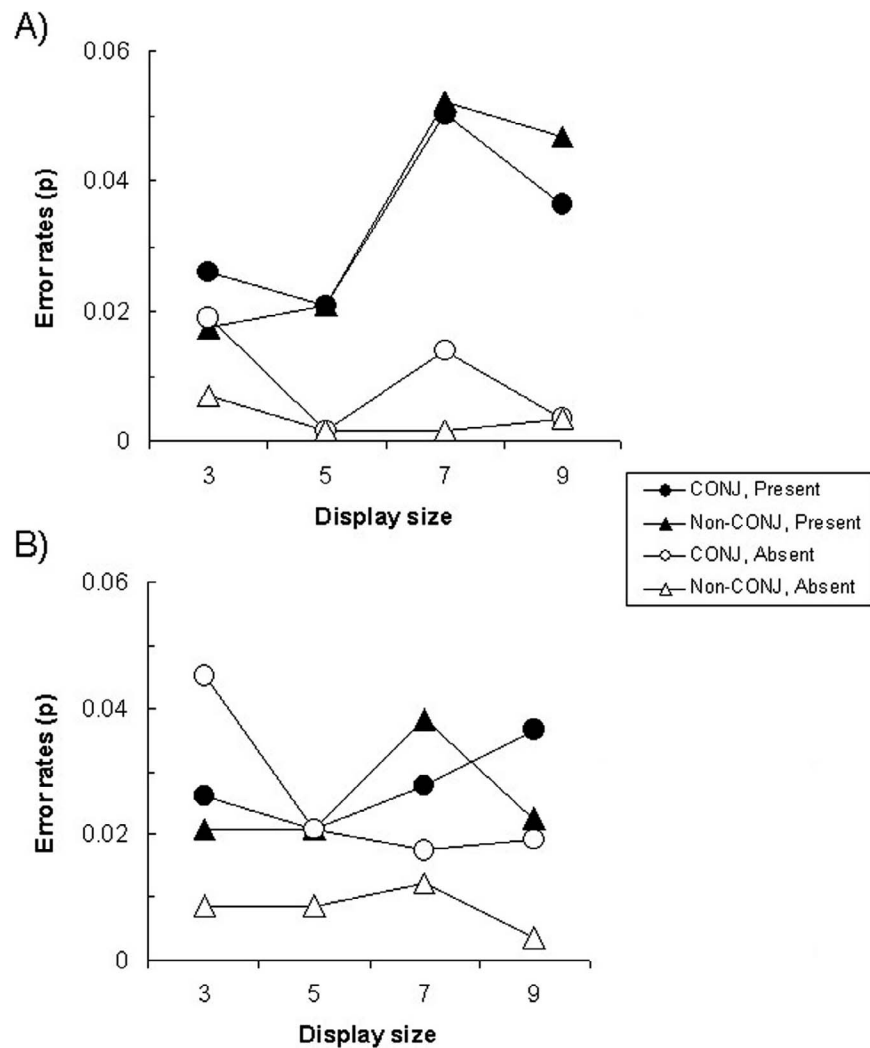 A)
0.06
0.04
0.02
0
Error rates (p)
3 5 7 9
Display size
CONJ, Present
Non-CONJ, Present
CONJ, Absent
Non-CONJ, Absent
B)
0.06
0.04
0.02
0
Error rates (p)
3 5 7 9
Display size